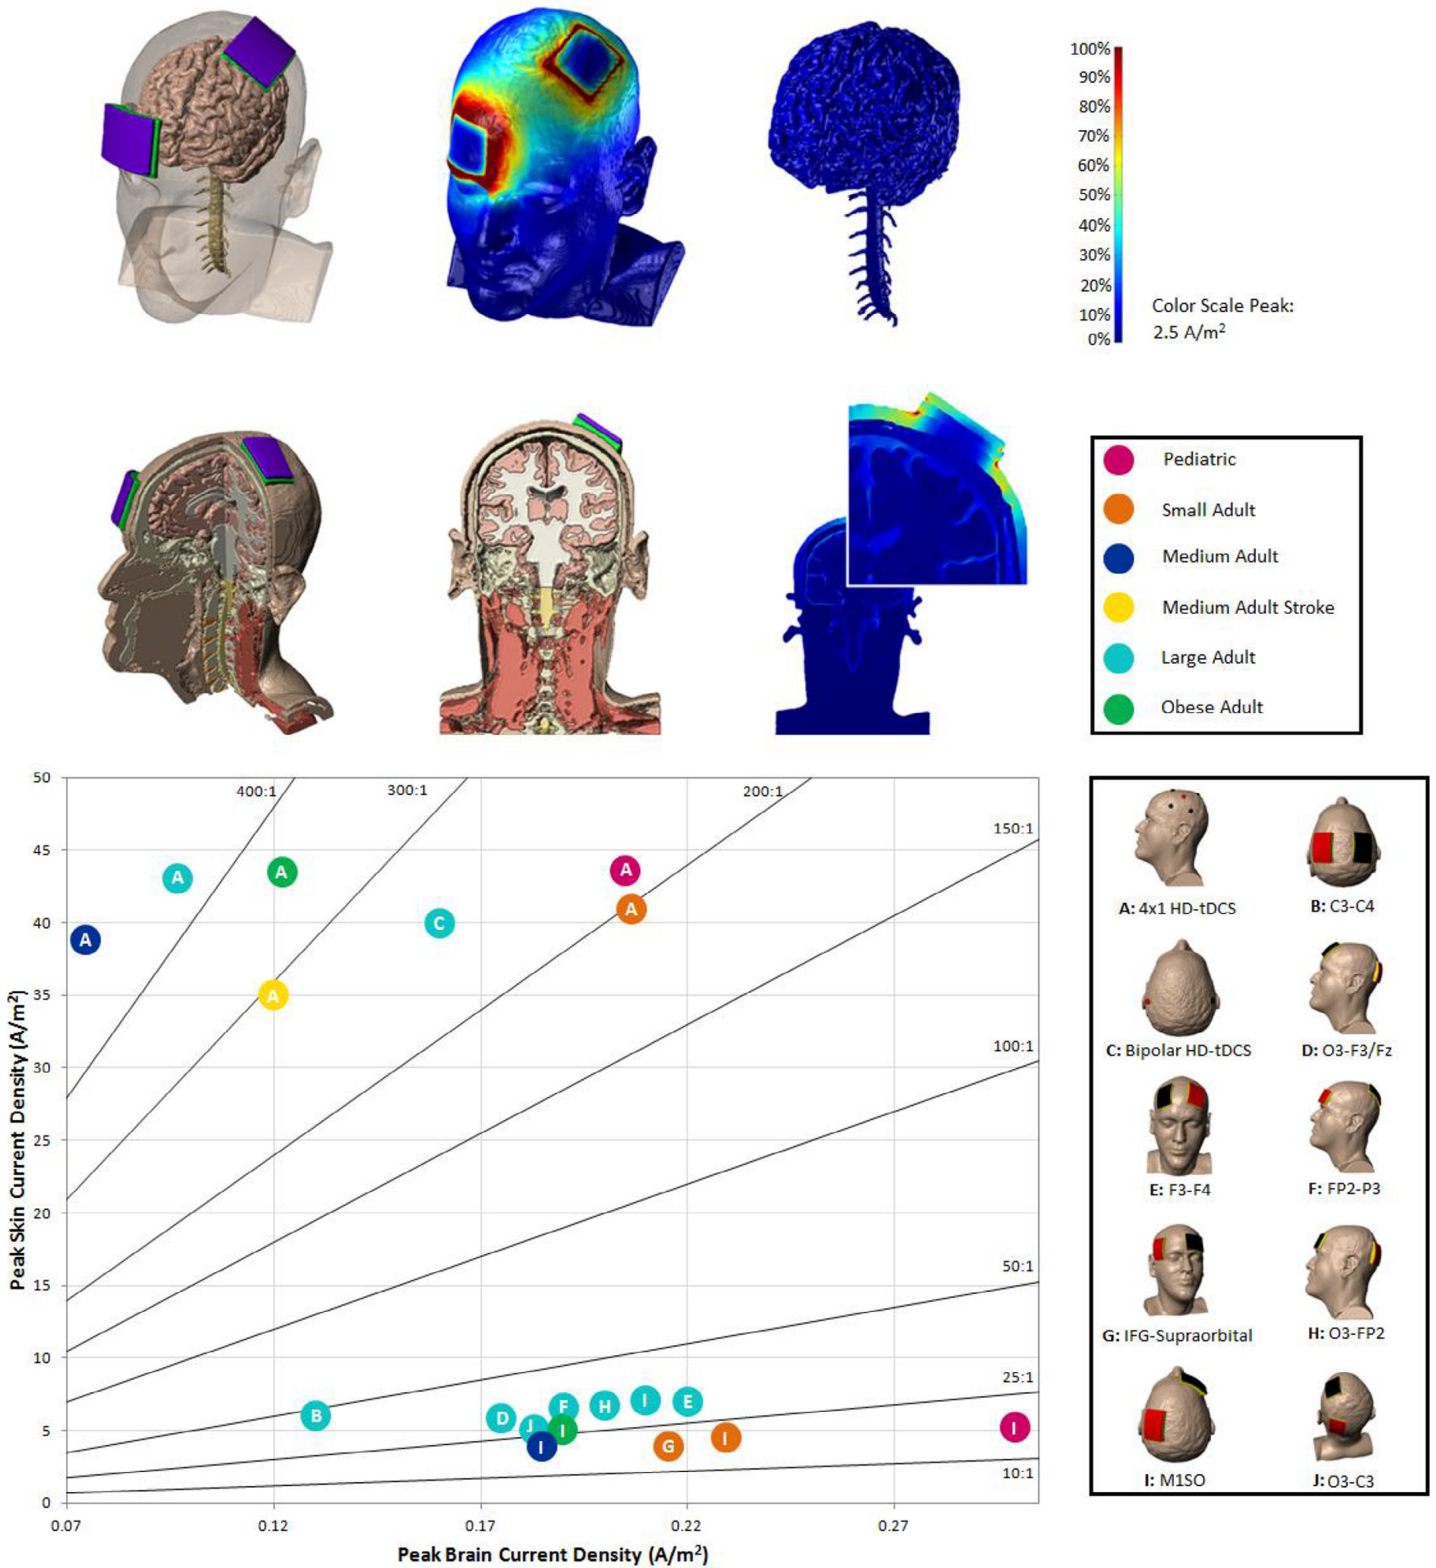 100%
90%
80%
70%
60%
50%
40%
30%
20%
10%
0%
Color Scale Peak:
2.5 A/m²
Pediatric
Small Adult
Medium Adult
Medium Adult Stroke
Large Adult
Obese Adult
50
45
40
35
30
25
20
15
10
5
0
Peak Skin Current Density (A/m²)
400:1
300:1
200:1
150:1
100:1
50:1
25:1
10:1
A
A
A
A
A
C
A
A
B
D
J
F
H
I
E
I
I
G
I
I
0.07
0.12
0.17
0.22
0.27
Peak Brain Current Density (A/m²)
A: 4x1 HD-tDCS
B: C3-C4
C: Bipolar HD-tDCS
D: O3-F3/Fz
E: F3-F4
F: FP2-P3
G: IFG-Supraorbital
H: O3-FP2
I: M1SO
J: O3-C3